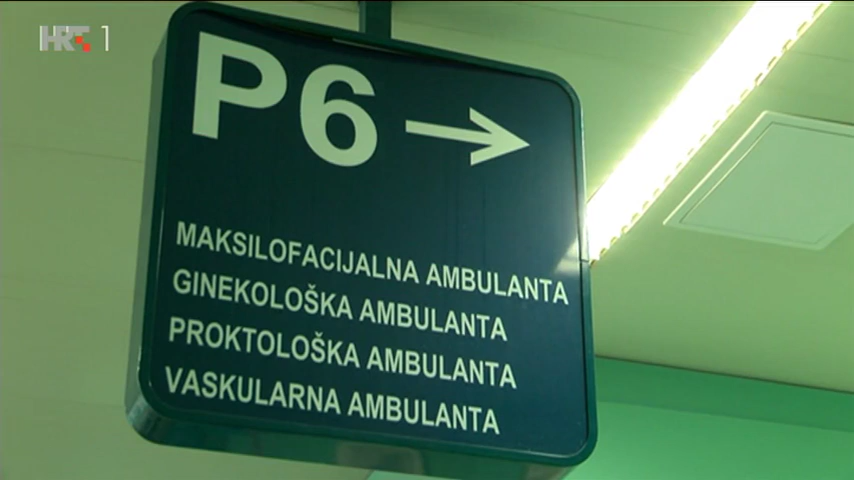 HRT 1
P6 →
MAKSILOFACIJALNA AMBULANTA
GINEKOLOŠKA AMBULANTA
PROKTOLOŠKA AMBULANTA
VASKULARNA AMBULANTA